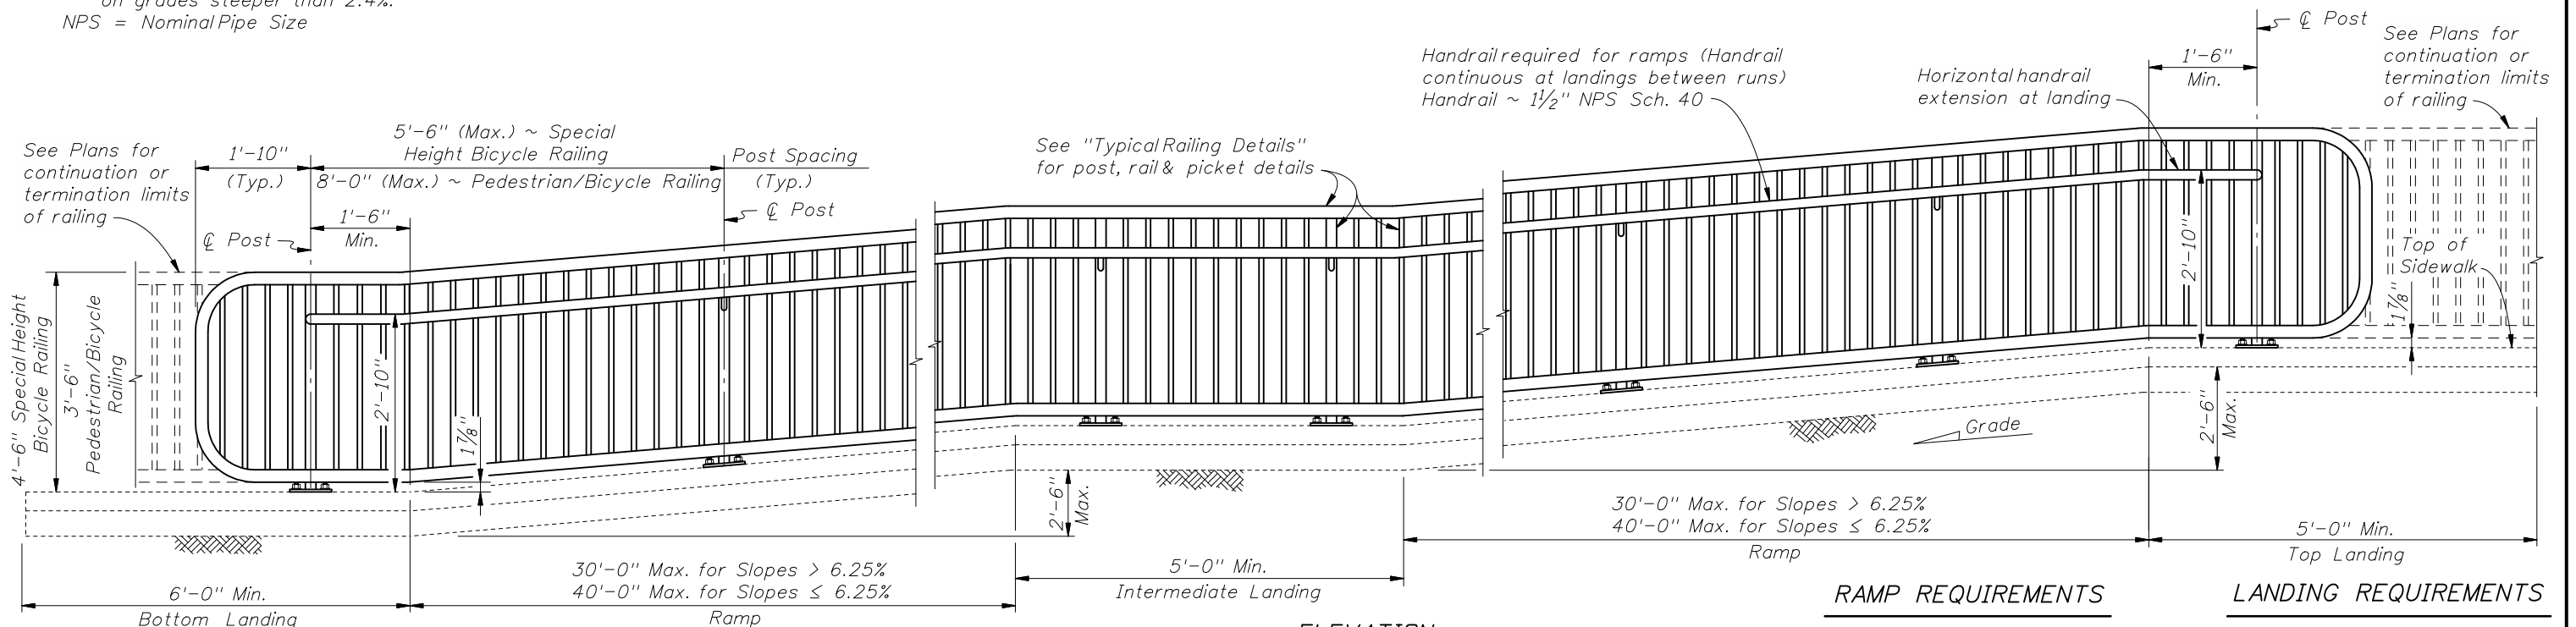 on grades steeper than 2.4%.
NPS = Nominal Pipe Size
See Plans for
continuation or
termination limits
of railing
1'-10"
(Typ.)
5'-6" (Max.) ~ Special
Height Bicycle Railing
8'-0" (Max.) ~ Pedestrian/Bicycle Railing
Post Spacing
(Typ.)
℄ Post
1'-6"
Min.
℄ Post
4'-6" Special Height
Bicycle Railing
3'-6"
Pedestrian/Bicycle
Railing
2'-10"
1⅞"
6'-0" Min.
Bottom Landing
30'-0" Max. for Slopes > 6.25%
40'-0" Max. for Slopes ≤ 6.25%
Ramp
See "Typical Railing Details"
for post, rail & picket details
2'-6"
Max.
5'-0" Min.
Intermediate Landing
Handrail required for ramps (Handrail
continuous at landings between runs)
Handrail ~ 1½" NPS Sch. 40
Horizontal handrail
extension at landing
1'-6"
Min.
℄ Post
See Plans for
continuation or
termination limits
of railing
2'-10"
Top of
Sidewalk
1⅞"
2'-6"
Max.
Grade
30'-0" Max. for Slopes > 6.25%
40'-0" Max. for Slopes ≤ 6.25%
Ramp
5'-0" Min.
Top Landing
RAMP REQUIREMENTS
LANDING REQUIREMENTS
ELEVATION